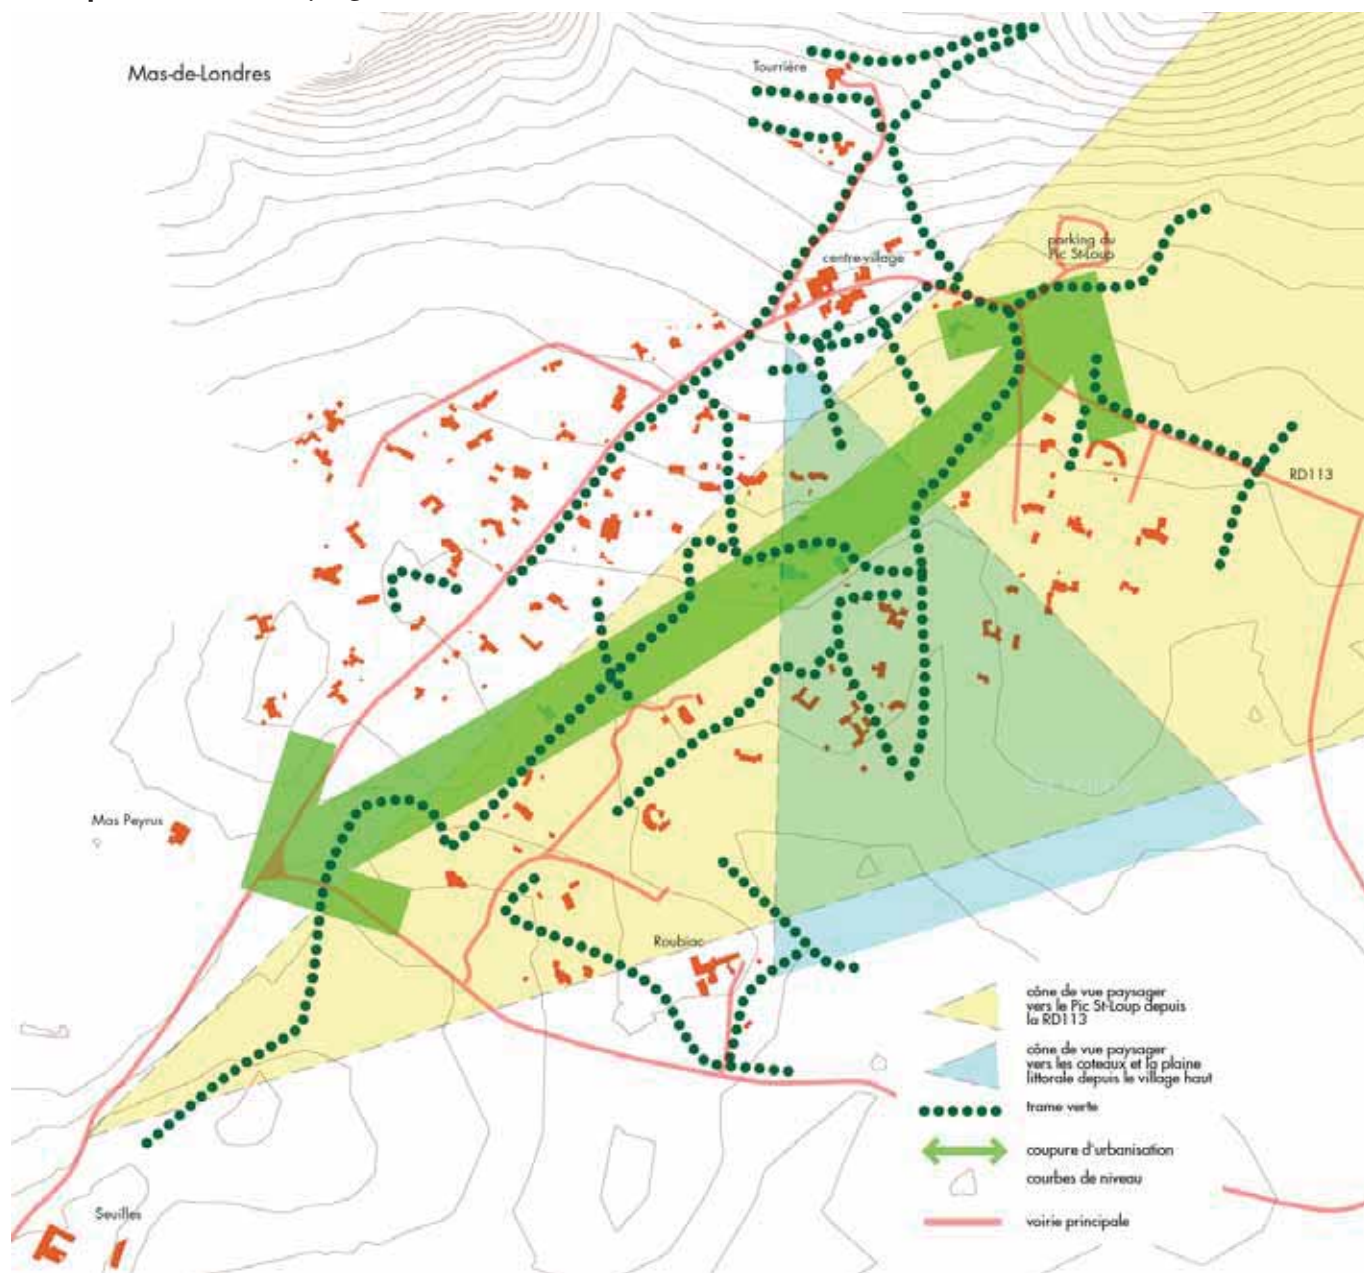 Mas-de-Londres
Tourrière
centre-village
parking du
Pic St-Loup
RD113
Mas Peyrus
Roubiac
Seuilles
cône de vue paysager
vers le Pic St-Loup depuis
la RD113
cône de vue paysager
vers les coteaux et la plaine
littorale depuis le village haut
trame verte
coupure d'urbanisation
courbes de niveau
voirie principale